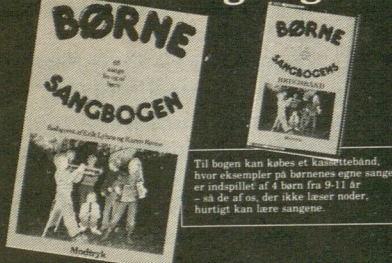 BØRNE
SANGBOGEN
Modtryk
BØRNE
SANGBOGENS
Til bogen kan købes et kassettebånd,
hvor eksempler på børnenes egne sange
er indspillet af 4 børn fra 9-11 år
– så de af os, der ikke læser noder,
hurtigt kan lære sangene.